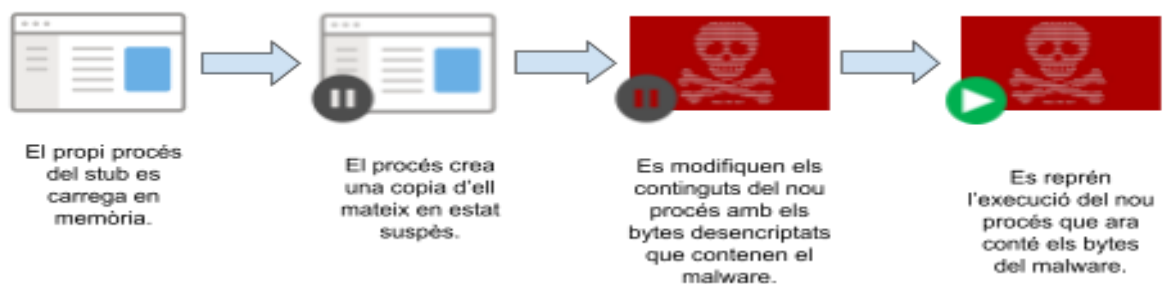 El propi procés
del stub es
carrega en
memòria.
El procés crea
una copia d'ell
mateix en estat
suspès.
Es modifiquen els
continguts del nou
procés amb els
bytes desencriptats
que contenen el
malware.
Es reprén
l'execució del nou
procés que ara
conté els bytes
del malware.